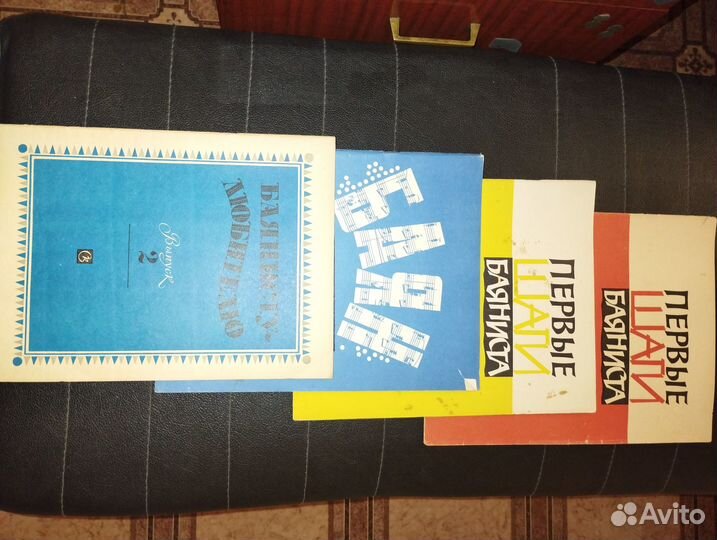 БАЯНИСТУ-
ЛЮБИТЕЛЮ
Выпуск
2
БАЯН
ПЕРВЫЕ
ШАГИ
БАЯНИСТА
ПЕРВЫЕ
ШАГИ
БАЯНИСТА
Avito